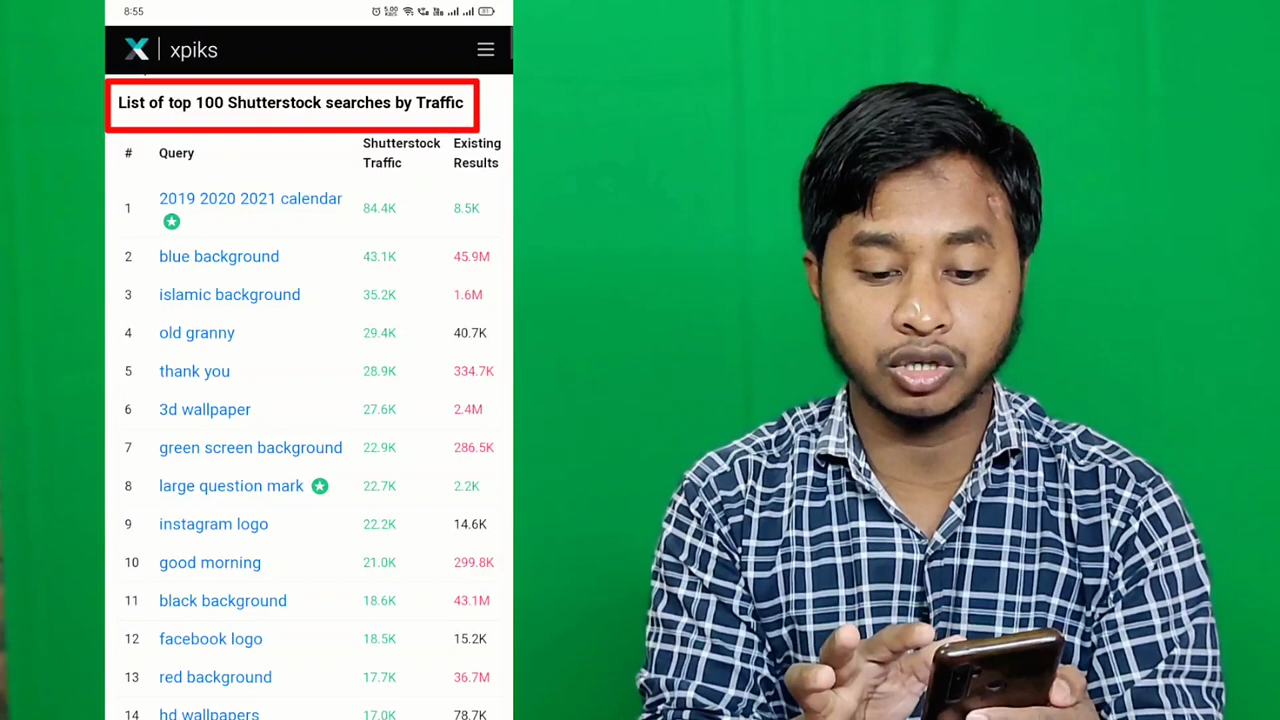 8:55
5.00 KB/S
81
xpiks
List of top 100 Shutterstock searches by Traffic
# Query Shutterstock Traffic Existing Results
1 2019 2020 2021 calendar 84.4K 8.5K
2 blue background 43.1K 45.9M
3 islamic background 35.2K 1.6M
4 old granny 29.4K 40.7K
5 thank you 28.9K 334.7K
6 3d wallpaper 27.6K 2.4M
7 green screen background 22.9K 286.5K
8 large question mark 22.7K 2.2K
9 instagram logo 22.2K 14.6K
10 good morning 21.0K 299.8K
11 black background 18.6K 43.1M
12 facebook logo 18.5K 15.2K
13 red background 17.7K 36.7M
14 hd wallpapers 17.0K 78.7K